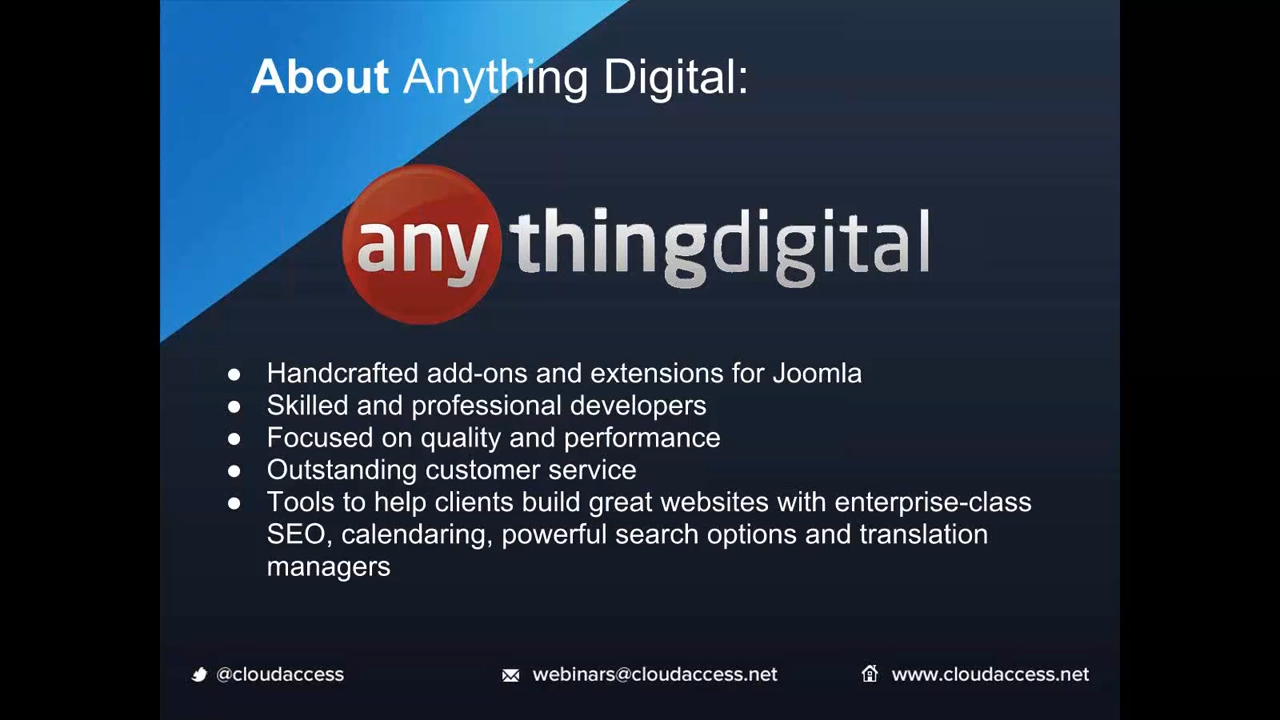 About Anything Digital:
anythingdigital
● Handcrafted add-ons and extensions for Joomla
● Skilled and professional developers
● Focused on quality and performance
● Outstanding customer service
● Tools to help clients build great websites with enterprise-class
SEO, calendaring, powerful search options and translation
managers
@cloudaccess webinars@cloudaccess.net www.cloudaccess.net